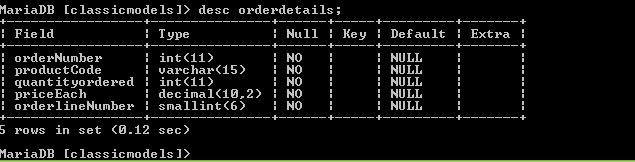 MariaDB [classicmodels]> desc orderdetails;
+-----------------+---------------+------+-----+---------+-------+
| Field           | Type          | Null | Key | Default | Extra |
+-----------------+---------------+------+-----+---------+-------+
| orderNumber     | int(11)       | NO   |     | NULL    |       |
| productCode     | varchar(15)   | NO   |     | NULL    |       |
| quantityordered | int(11)       | NO   |     | NULL    |       |
| priceEach       | decimal(10,2) | NO   |     | NULL    |       |
| orderlineNumber | smallint(6)   | NO   |     | NULL    |       |
+-----------------+---------------+------+-----+---------+-------+
5 rows in set (0.12 sec)
MariaDB [classicmodels]>